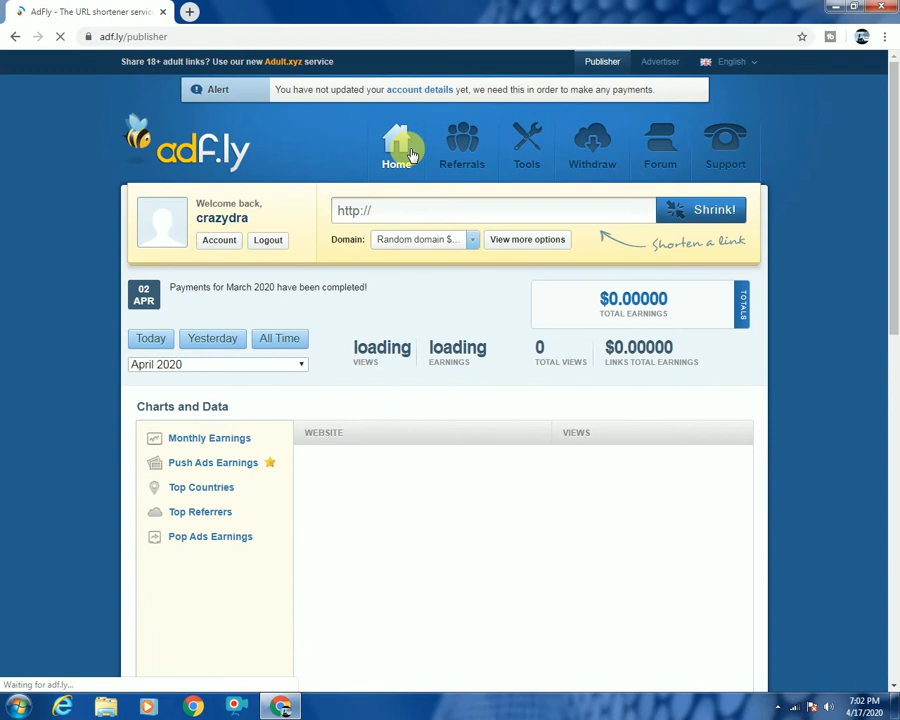 AdFly - The URL shortener servic
adf.ly/publisher
Share 18+ adult links? Use our new Adult.xyz service
Publisher
Advertiser
English
Alert
You have not updated your account details yet, we need this in order to make any payments.
adf.ly
Home
Referrals
Tools
Withdraw
Forum
Support
Welcome back,
crazydra
Account
Logout
http://
Shrink!
Domain:
Random domain $...
View more options
Shorten a link
02
APR
Payments for March 2020 have been completed!
$0.00000
TOTAL EARNINGS
TOTALS
Today
Yesterday
All Time
April 2020
loading
VIEWS
loading
EARNINGS
0
TOTAL VIEWS
$0.00000
LINKS TOTAL EARNINGS
Charts and Data
Monthly Earnings
Push Ads Earnings
Top Countries
Top Referrers
Pop Ads Earnings
WEBSITE
VIEWS
Waiting for adf.ly...
7:02 PM
4/17/2020